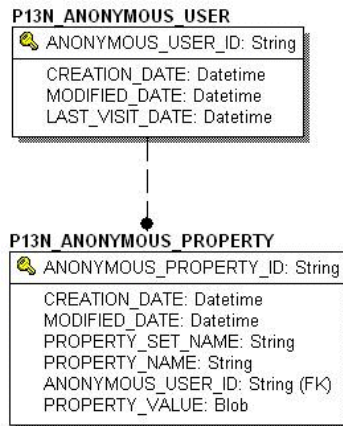 P13N_ANONYMOUS_USER
ANONYMOUS_USER_ID: String
CREATION_DATE: Datetime
MODIFIED_DATE: Datetime
LAST_VISIT_DATE: Datetime
P13N_ANONYMOUS_PROPERTY
ANONYMOUS_PROPERTY_ID: String
CREATION_DATE: Datetime
MODIFIED_DATE: Datetime
PROPERTY_SET_NAME: String
PROPERTY_NAME: String
ANONYMOUS_USER_ID: String (FK)
PROPERTY_VALUE: Blob